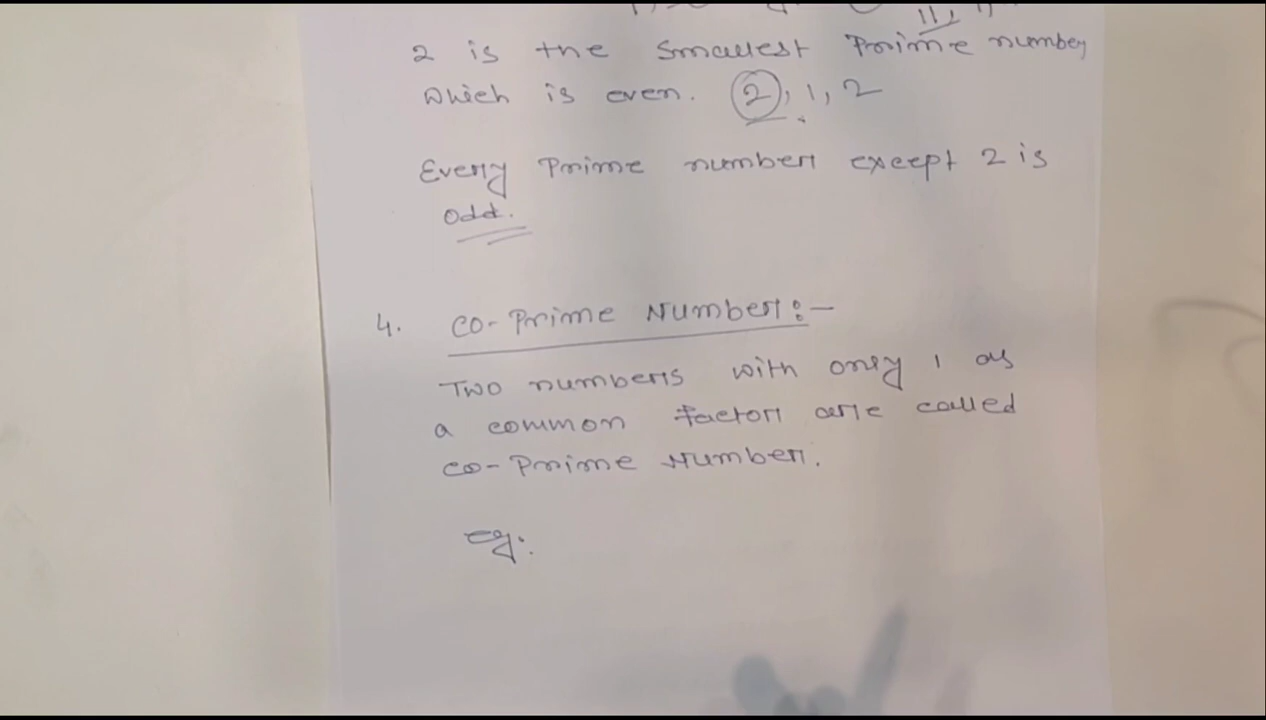 2 is the smallest Prime number
which is even. 2, 1, 2
Every Prime number except 2 is
odd.
4. co-Prime Number:-
Two numbers with only 1 as
a common factor are called
co-Prime Number.
eg.